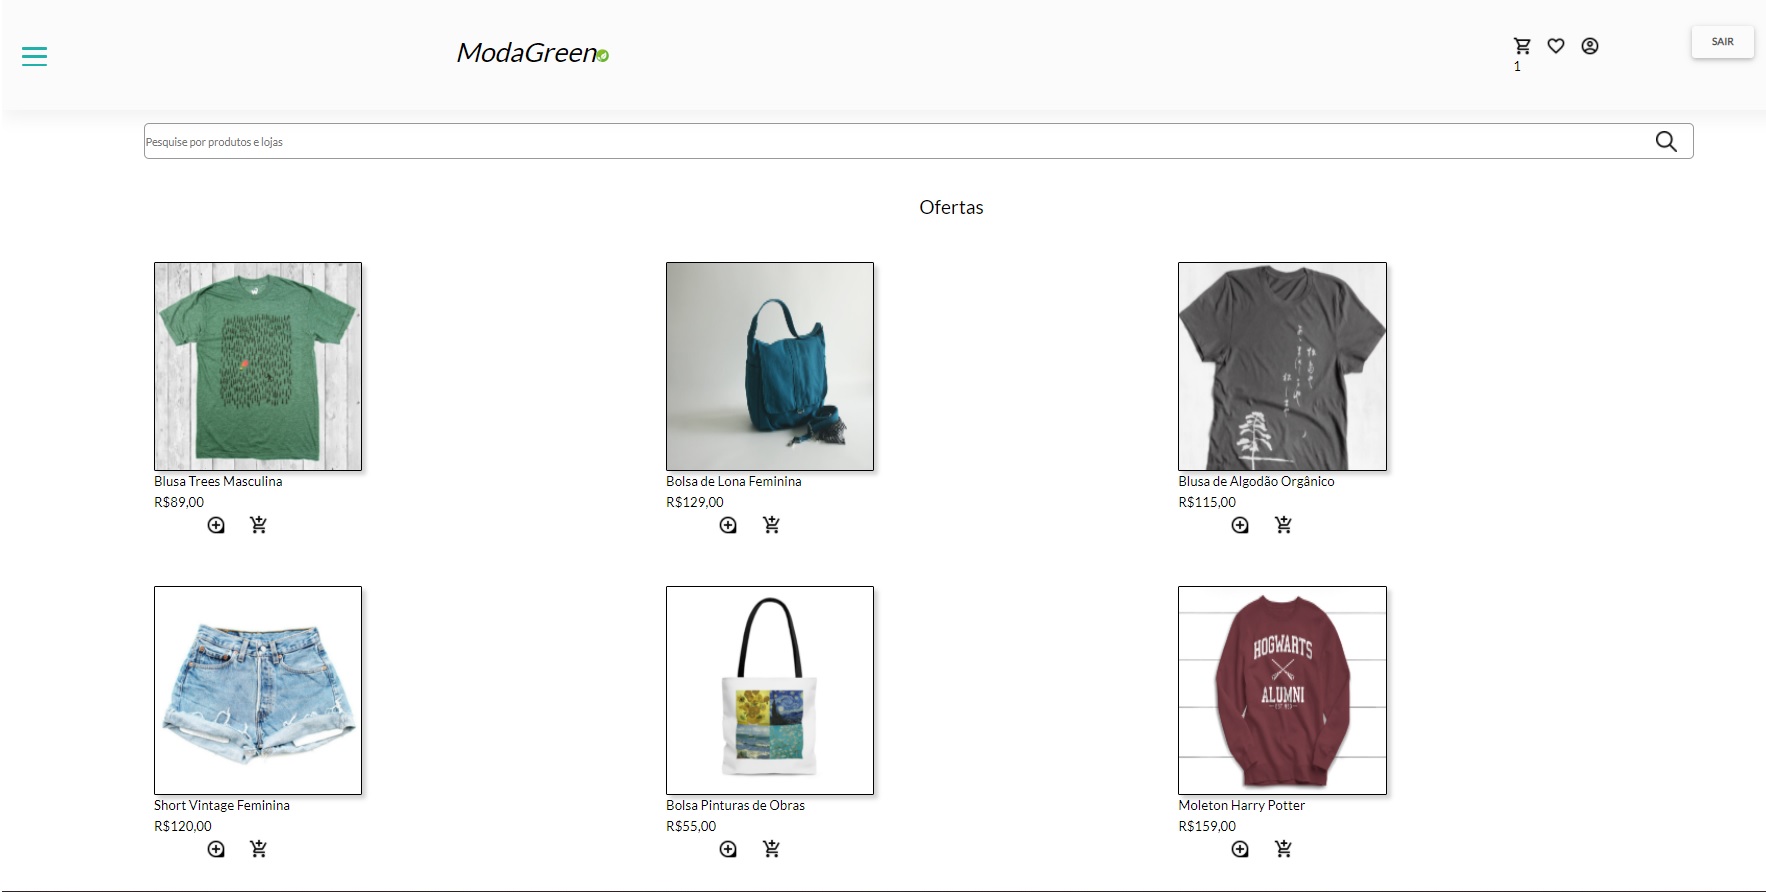 ModaGreen
1
SAIR
Pesquise por produtos e lojas
Ofertas
Blusa Trees Masculina
R$89,00
Bolsa de Lona Feminina
R$129,00
Blusa de Algodão Orgânico
R$115,00
HOGWARTS
ALUMNI
Short Vintage Feminina
R$120,00
Bolsa Pinturas de Obras
R$55,00
Moleton Harry Potter
R$159,00